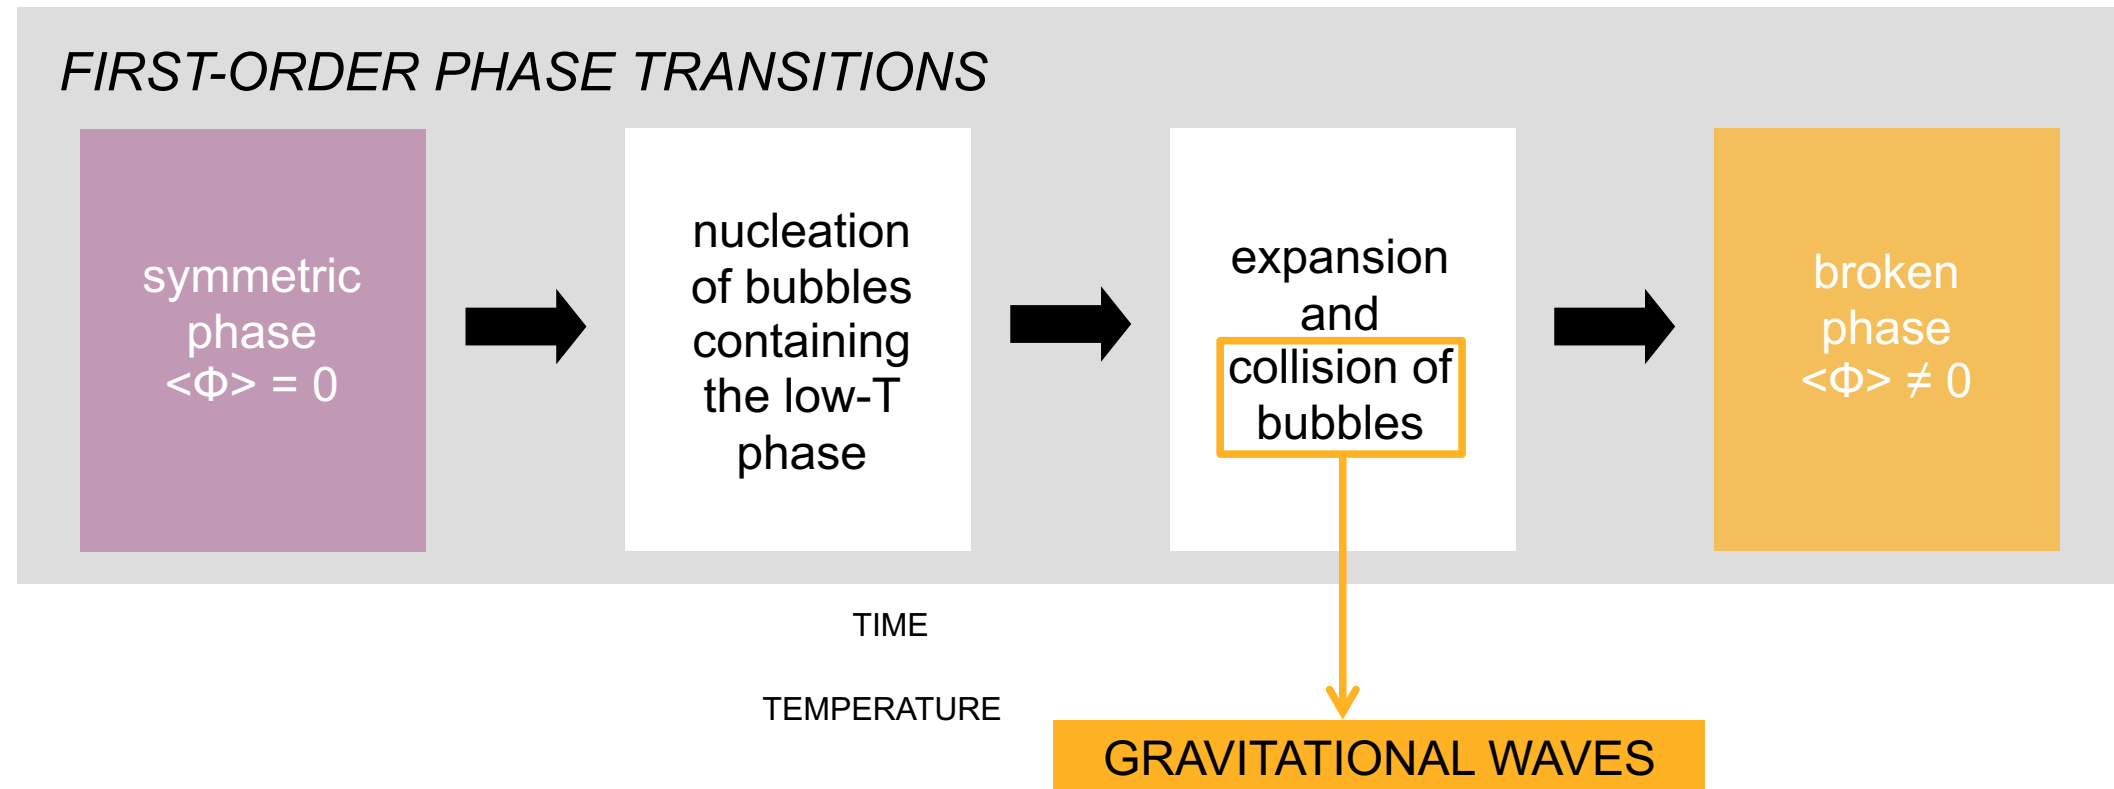 FIRST-ORDER PHASE TRANSITIONS
symmetric
phase
<Φ> = 0
nucleation
of bubbles
containing
the low-T
phase
expansion
and
collision of
bubbles
broken
phase
<Φ> ≠ 0
TIME
TEMPERATURE
GRAVITATIONAL WAVES